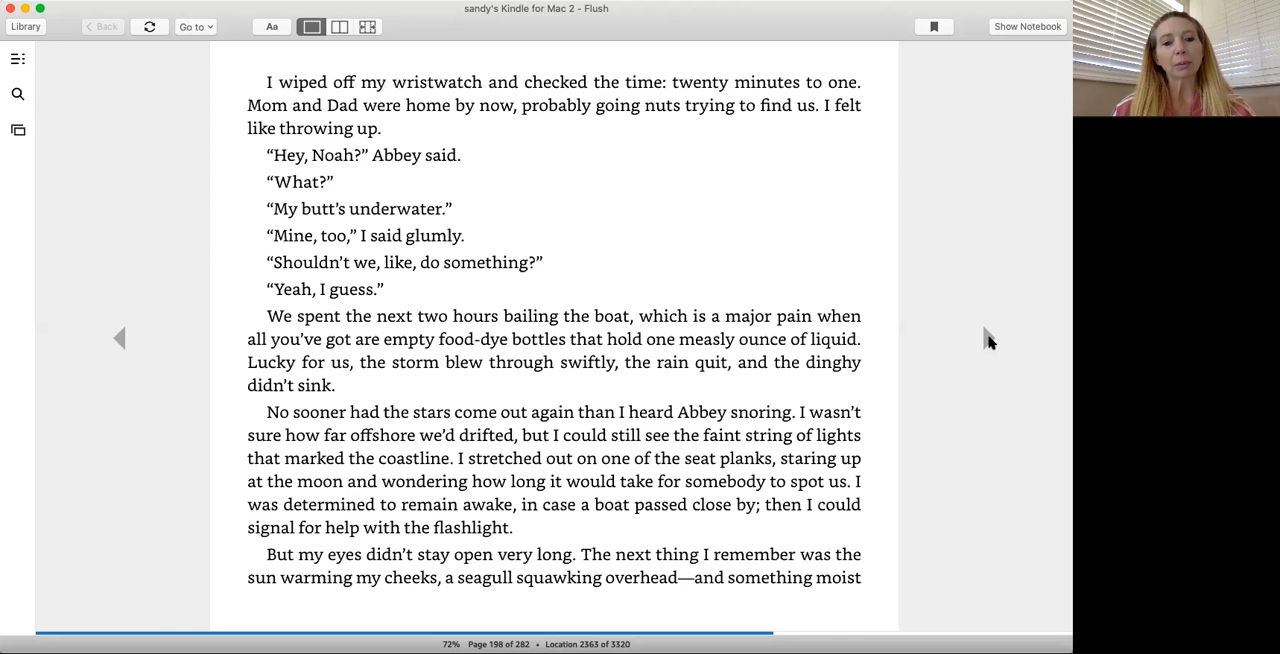 sandy's Kindle for Mac 2 - Flush
Library
Back
Go to
Aa
Show Notebook
I wiped off my wristwatch and checked the time: twenty minutes to one.
Mom and Dad were home by now, probably going nuts trying to find us. I felt
like throwing up.
“Hey, Noah?” Abbey said.
“What?”
“My butt’s underwater.”
“Mine, too,” I said glumly.
“Shouldn’t we, like, do something?”
“Yeah, I guess.”
We spent the next two hours bailing the boat, which is a major pain when
all you’ve got are empty food-dye bottles that hold one measly ounce of liquid.
Lucky for us, the storm blew through swiftly, the rain quit, and the dinghy
didn’t sink.
No sooner had the stars come out again than I heard Abbey snoring. I wasn’t
sure how far offshore we’d drifted, but I could still see the faint string of lights
that marked the coastline. I stretched out on one of the seat planks, staring up
at the moon and wondering how long it would take for somebody to spot us. I
was determined to remain awake, in case a boat passed close by; then I could
signal for help with the flashlight.
But my eyes didn’t stay open very long. The next thing I remember was the
sun warming my cheeks, a seagull squawking overhead—and something moist
72% Page 198 of 282 • Location 2363 of 3320